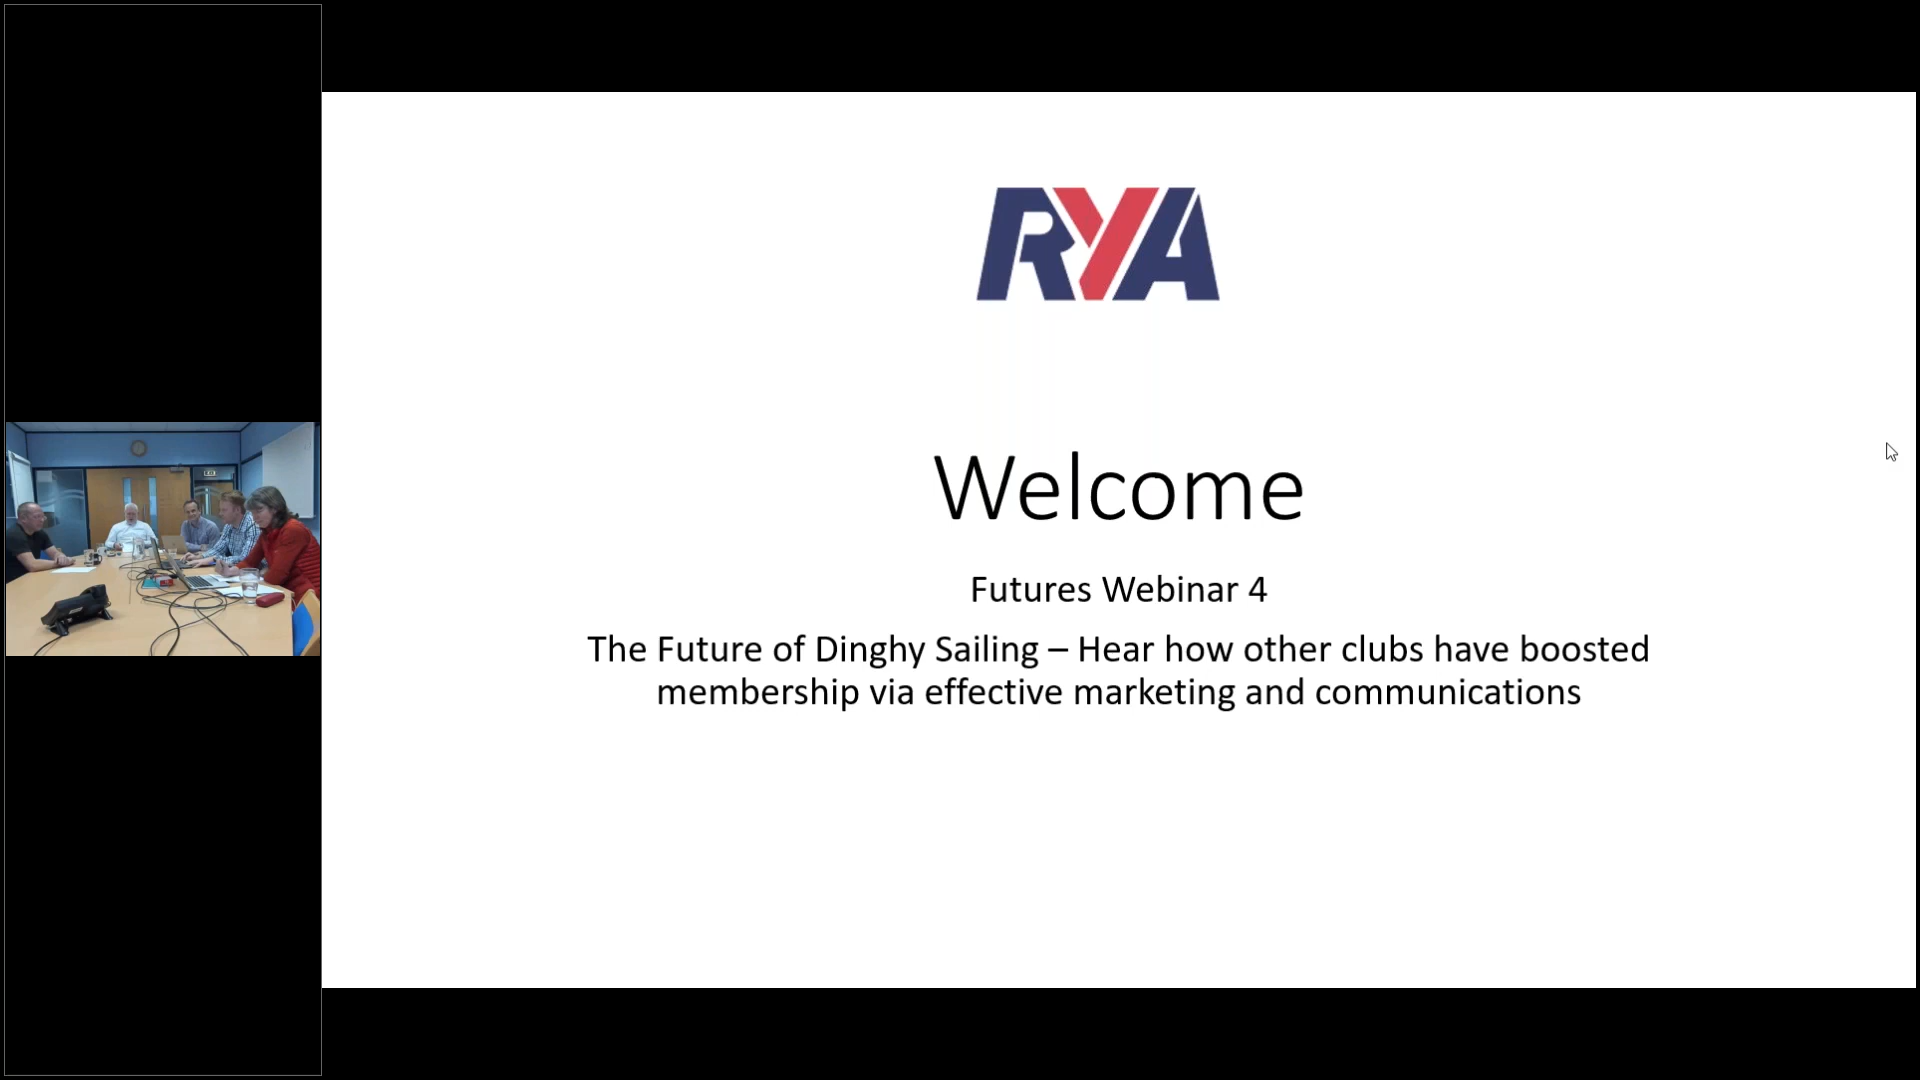 RYA
Welcome
Futures Webinar 4
The Future of Dinghy Sailing – Hear how other clubs have boosted
membership via effective marketing and communications